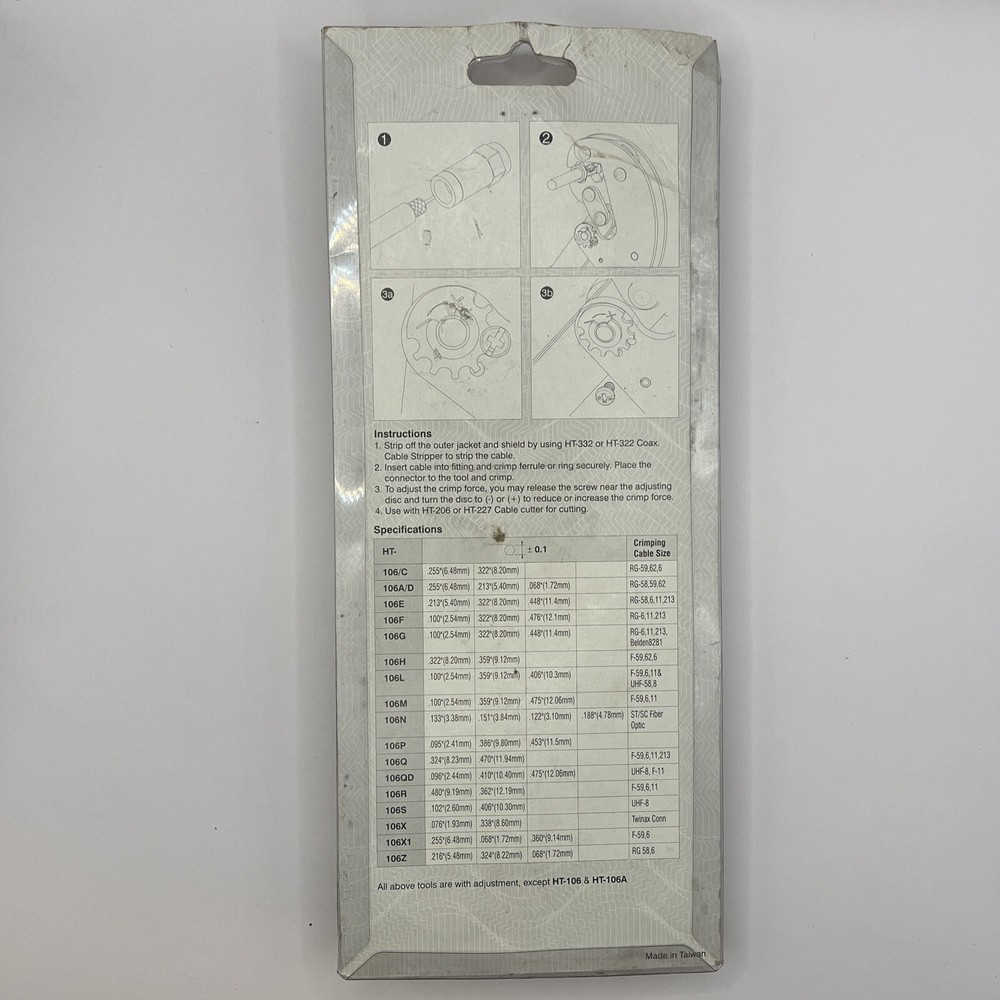 1
2
3a
3b
Instructions
1. Strip off the outer jacket and shield by using HT-332 or HT-322 Coax.
Cable Stripper to strip the cable.
2. Insert cable into fitting and crimp ferrule or ring securely. Place the
connector to the tool and crimp.
3. To adjust the crimp force, you may release the screw near the adjusting
disc and turn the disc to (-) or (+) to reduce or increase the crimp force.
4. Use with HT-206 or HT-227 Cable cutter for cutting.
Specifications
HT- ± 0.1 Crimping
Cable Size
106/C .255"(6.48mm) .322"(8.20mm) RG-59,62,6
106A/D .255"(6.48mm) .213"(5.40mm) .068"(1.72mm) RG-58,59,62
106E .213"(5.40mm) .322"(8.20mm) .448"(11.4mm) RG-58,6,11,213
106F .100"(2.54mm) .322"(8.20mm) .476"(12.1mm) RG-6,11,213
106G .100"(2.54mm) .322"(8.20mm) .448"(11.4mm) RG-6,11,213,
Belden8281
106H .322"(8.20mm) .359"(9.12mm) F-59,62,6
106L .100"(2.54mm) .359"(9.12mm) .406"(10.3mm) F-59,6,11&
UHF-58,8
106M .100"(2.54mm) .359"(9.12mm) .475"(12.06mm) F-59,6,11
106N .133"(3.38mm) .151"(3.84mm) .122"(3.10mm) .188"(4.78mm) ST/SC Fiber
Optic
106P .095"(2.41mm) .386"(9.80mm) .453"(11.5mm)
106Q .324"(8.23mm) .470"(11.94mm) F-59,6,11,213
106QD .096"(2.44mm) .410"(10.40mm) .475"(12.06mm) UHF-8, F-11
106R .480"(9.19mm) .362"(12.19mm) F-59,6,11
106S .102"(2.60mm) .406"(10.30mm) UHF-8
106X .076"(1.93mm) .338"(8.60mm) Twinax Conn
106X1 .255"(6.48mm) .068"(1.72mm) .360"(9.14mm) F-59,6
106Z .216"(5.48mm) .324"(8.22mm) .068"(1.72mm) RG 58,6
All above tools are with adjustment, except HT-106 & HT-106A
Made in Taiwan